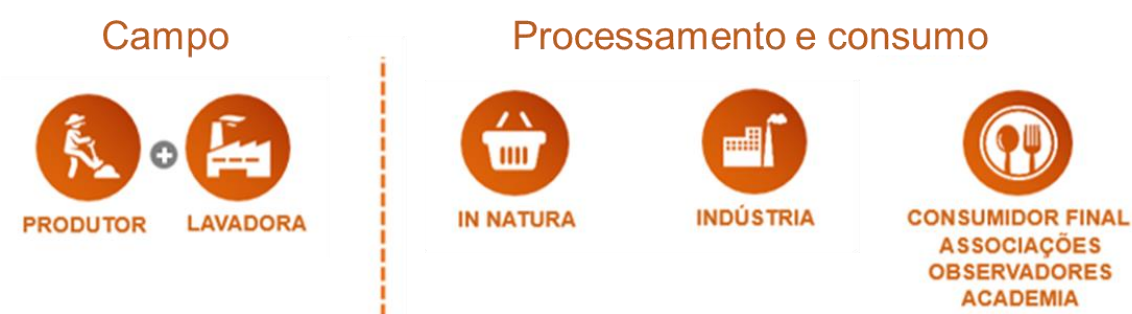 Campo
Processamento e consumo
PRODUTOR
LAVADORA
IN NATURA
INDÚSTRIA
CONSUMIDOR FINAL
ASSOCIAÇÕES
OBSERVADORES
ACADEMIA